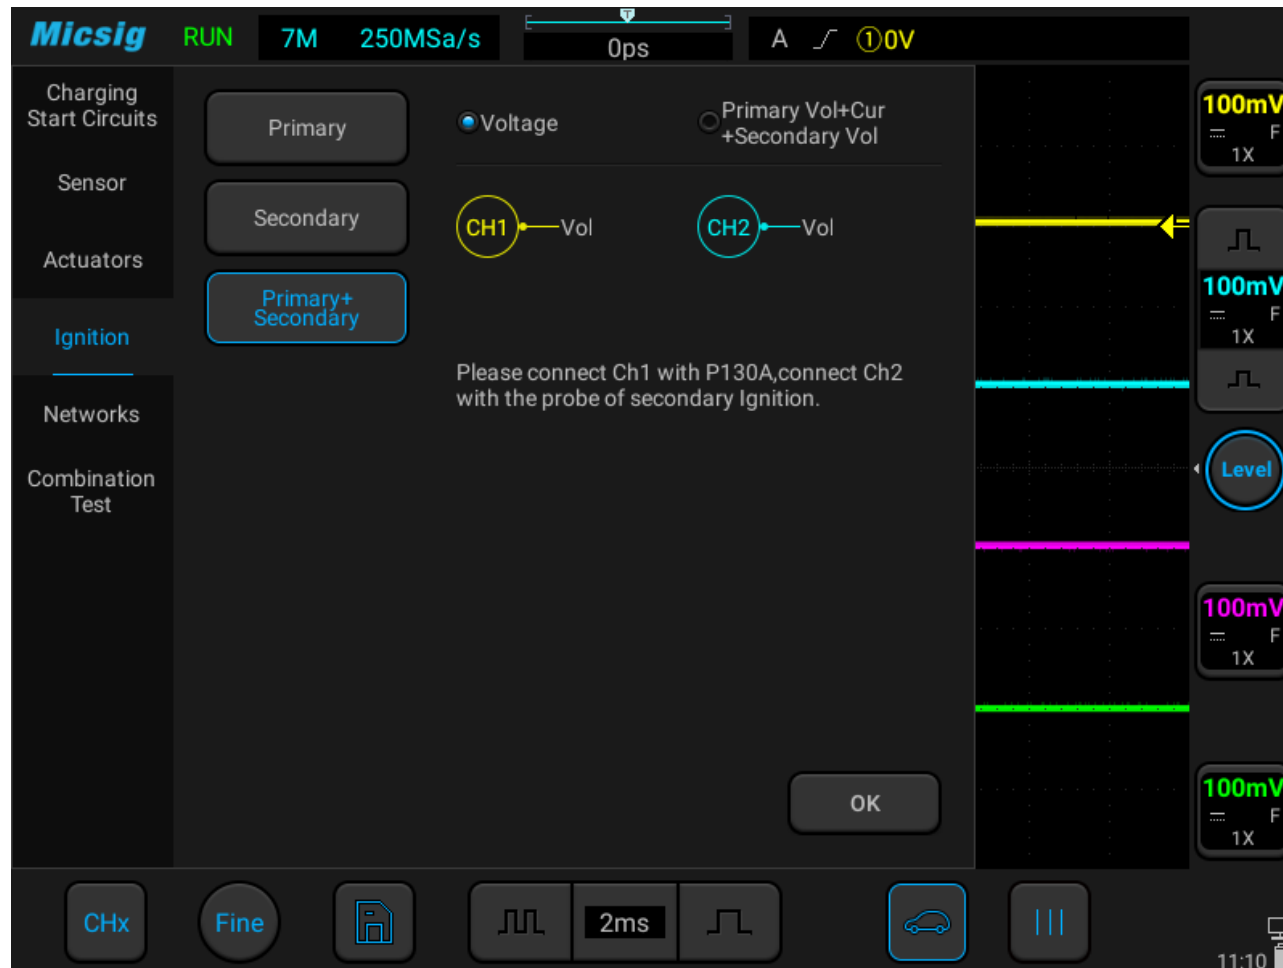 Micsig RUN 7M 250MSa/s T 0ps A ①0V
Charging
Start Circuits
Sensor
Actuators
Ignition
Networks
Combination
Test
Primary
Secondary
Primary+
Secondary
Voltage
Primary Vol+Cur
+Secondary Vol
CH1 Vol
CH2 Vol
Please connect Ch1 with P130A,connect Ch2
with the probe of secondary Ignition.
OK
100mV
F
1X
100mV
F
1X
Level
100mV
F
1X
100mV
F
1X
CHx
Fine
2ms
11:10